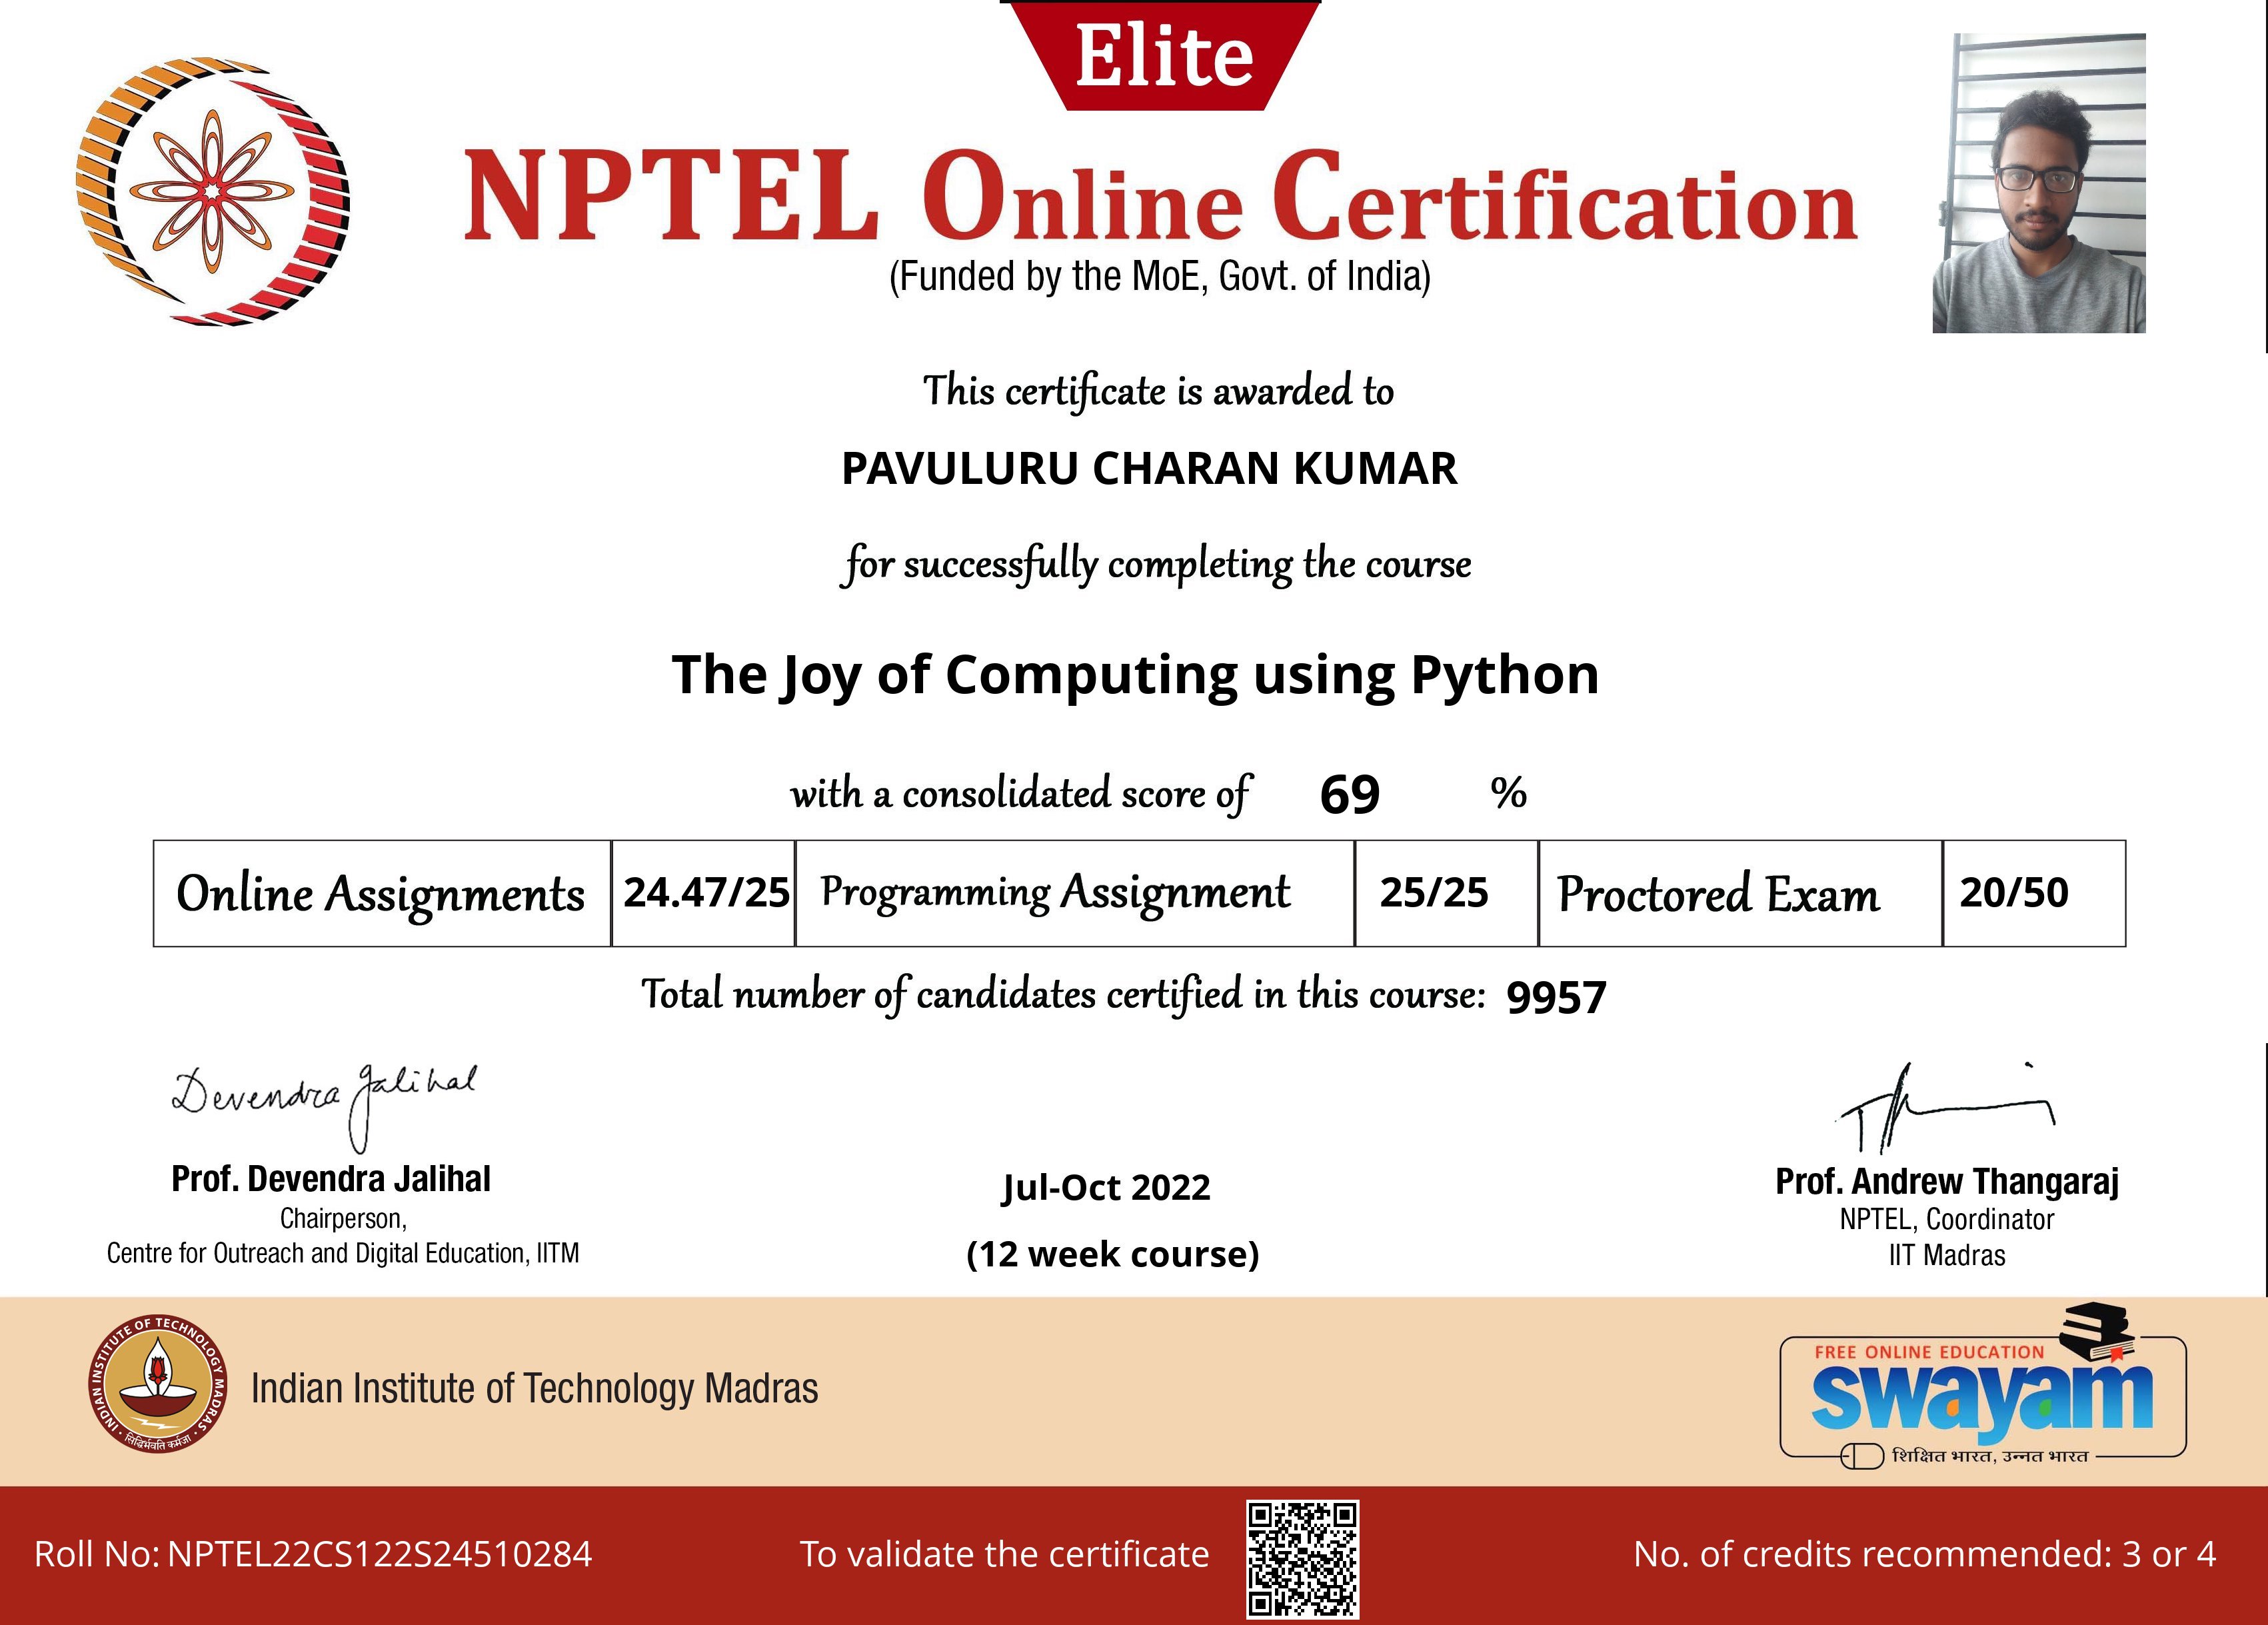 Elite
NPTEL Online Certification
(Funded by the MoE, Govt. of India)
This certificate is awarded to
PAVULURU CHARAN KUMAR
for successfully completing the course
The Joy of Computing using Python
with a consolidated score of 69 %
Online Assignments 24.47/25 Programming Assignment 25/25 Proctored Exam 20/50
Total number of candidates certified in this course: 9957
Devendra Jalihal
Prof. Devendra Jalihal
Chairperson,
Centre for Outreach and Digital Education, IITM
Jul-Oct 2022
(12 week course)
Prof. Andrew Thangaraj
NPTEL, Coordinator
IIT Madras
INDIAN INSTITUTE OF TECHNOLOGY MADRAS
सिद्धिर्भवति कर्मजा
Indian Institute of Technology Madras
FREE ONLINE EDUCATION
swayam
शिक्षित भारत, उन्नत भारत
Roll No: NPTEL22CS122S24510284
To validate the certificate
No. of credits recommended: 3 or 4